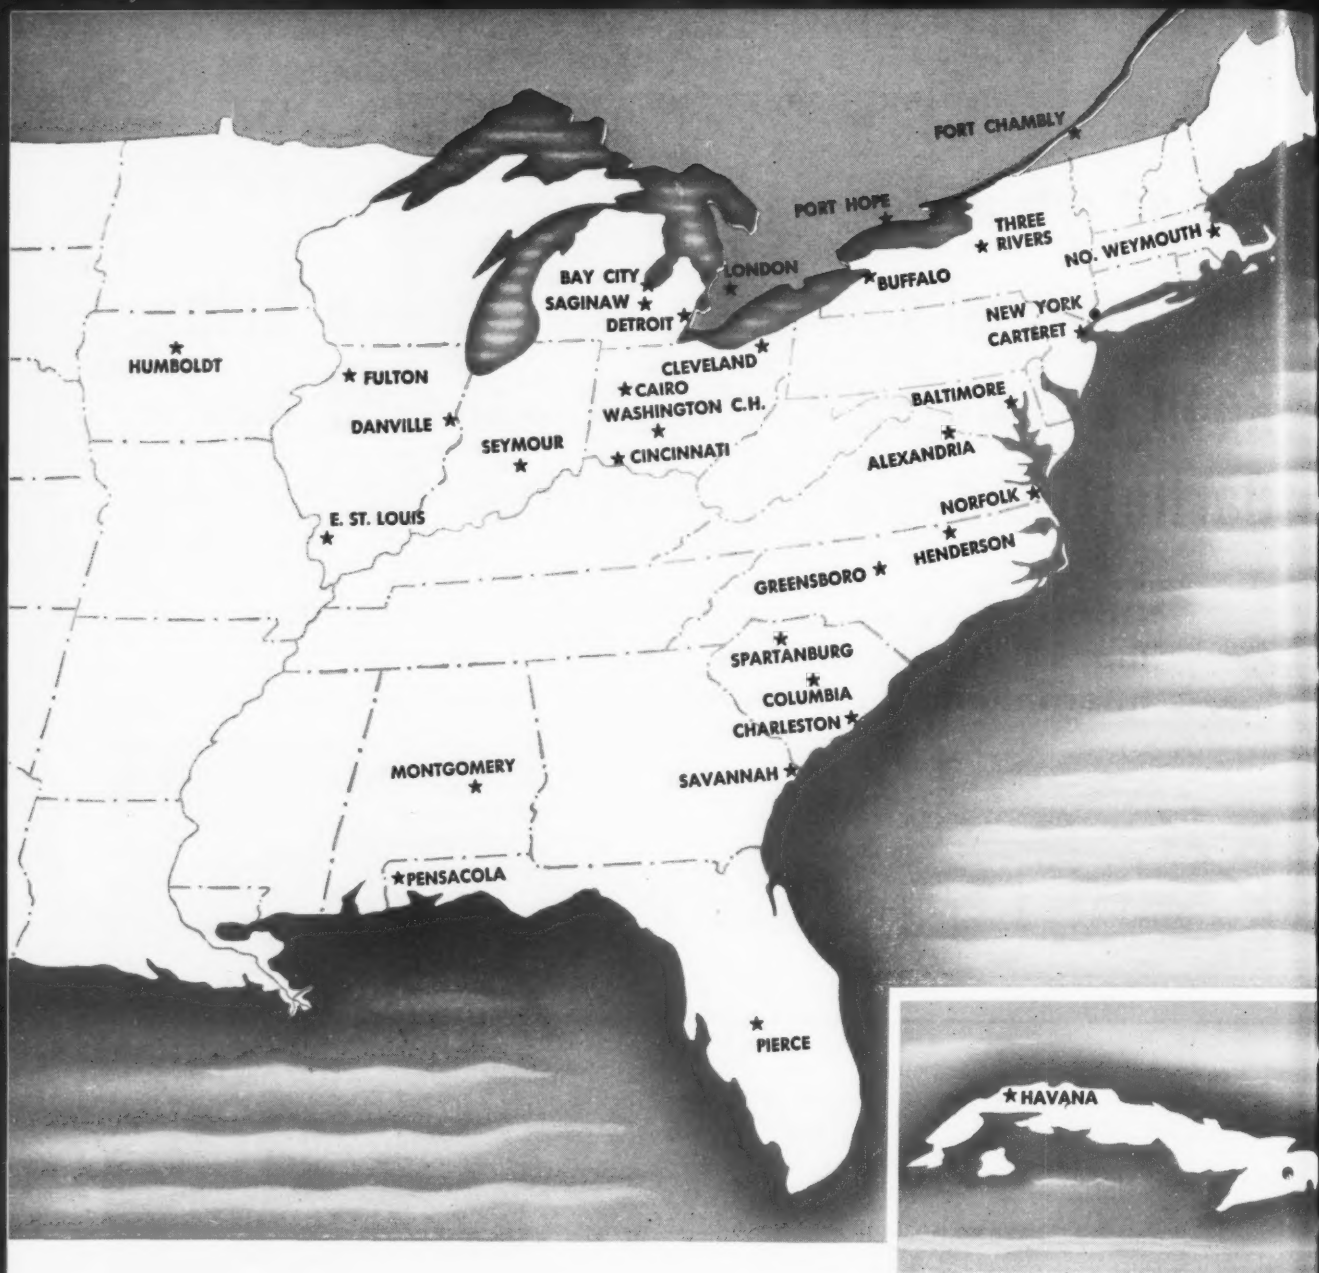 FORT CHAMBLY
PORT HOPE
THREE
RIVERS
NO. WEYMOUTH
BAY CITY
LONDON
BUFFALO
SAGINAW
DETROIT
NEW YORK
CARTERET
HUMBOLDT
FULTON
CLEVELAND
CAIRO
BALTIMORE
WASHINGTON C.H.
DANVILLE
SEYMOUR
CINCINNATI
ALEXANDRIA
NORFOLK
E. ST. LOUIS
HENDERSON
GREENSBORO
SPARTANBURG
COLUMBIA
CHARLESTON
MONTGOMERY
SAVANNAH
PENSACOLA
PIERCE
HAVANA